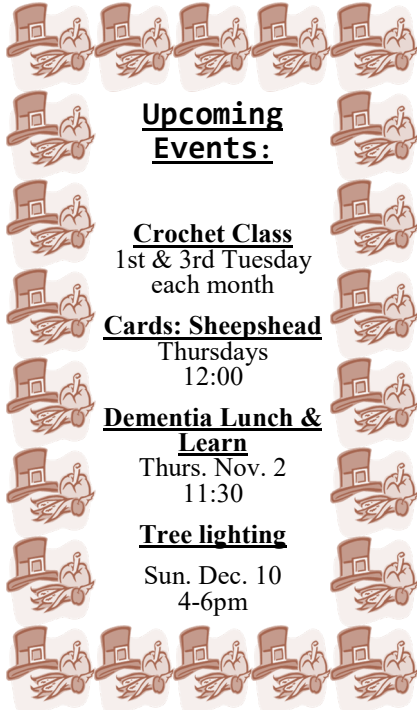 Upcoming
Events:
Crochet Class
1st & 3rd Tuesday
each month
Cards: Sheepshead
Thursdays
12:00
Dementia Lunch &
Learn
Thurs. Nov. 2
11:30
Tree lighting
Sun. Dec. 10
4-6pm